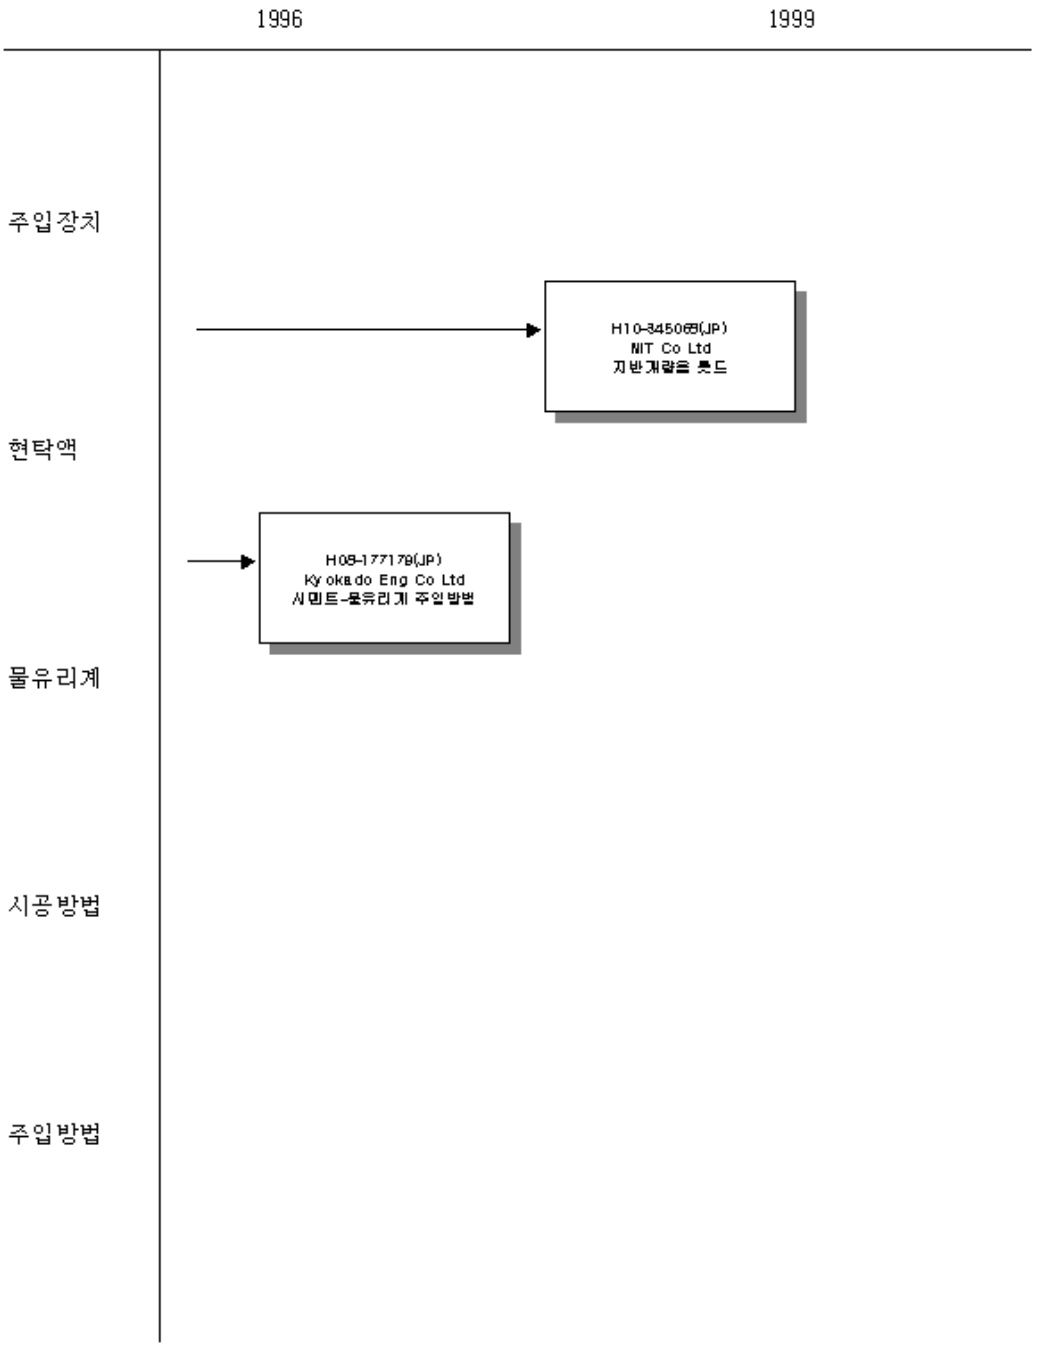 1996
1999
주입장치
H10-345069(JP)
NIT Co Ltd
지반개량용 롯드
현탁액
H08-177179(JP)
Kyokado Eng Co Ltd
시멘트-물유리계 주입방법
물유리계
시공방법
주입방법